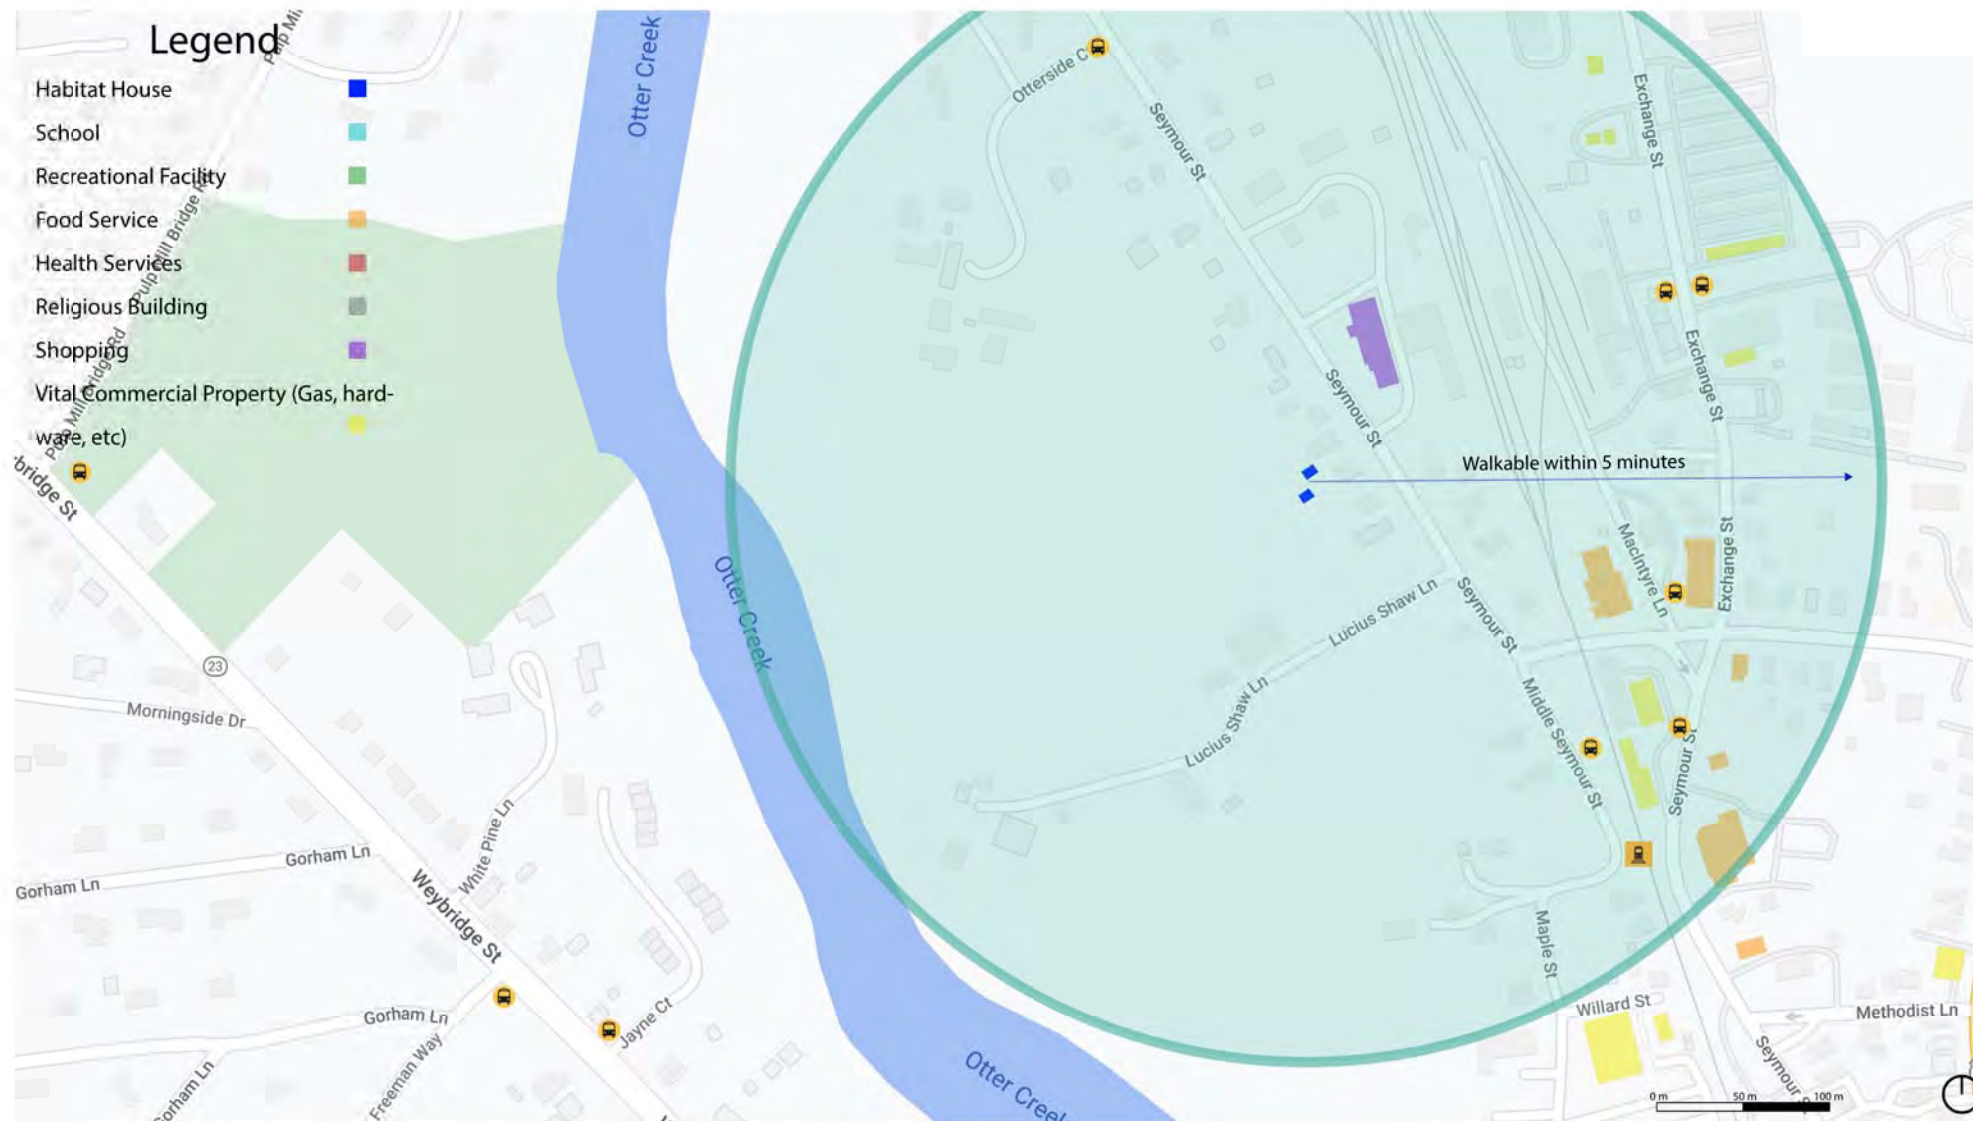 Legend
Habitat House
School
Recreational Facility
Food Service
Health Services
Religious Building
Shopping
Vital Commercial Property (Gas, hard-
ware, etc)
Pulp Mill Bridge Rd
Weybridge St
23
Morningside Dr
Gorham Ln
Gorham Ln
White Pine Ln
Gorham Ln
Freeman Way
Jayne Ct
Otter Creek
Otter Creek
Otterside C
Seymour St
Seymour St
Seymour St
Walkable within 5 minutes
Exchange St
Exchange St
Exchange St
MacIntyre Ln
Lucius Shaw Ln
Lucius Shaw Ln
Middle Seymour St
Seymour St
Maple St
Willard St
Methodist Ln
Seymour
0 m
50 m
100 m